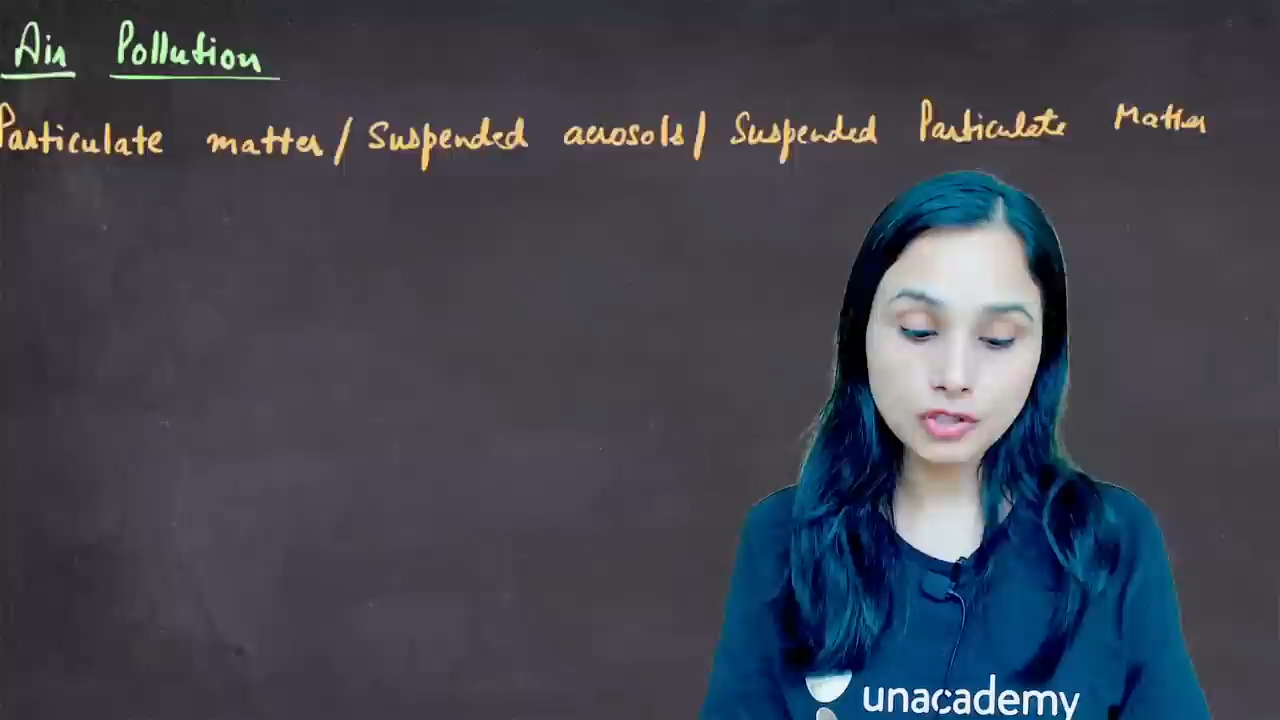 Air Pollution
Particulate matter / Suspended aerosols / Suspended Particulate Matter
unacademy